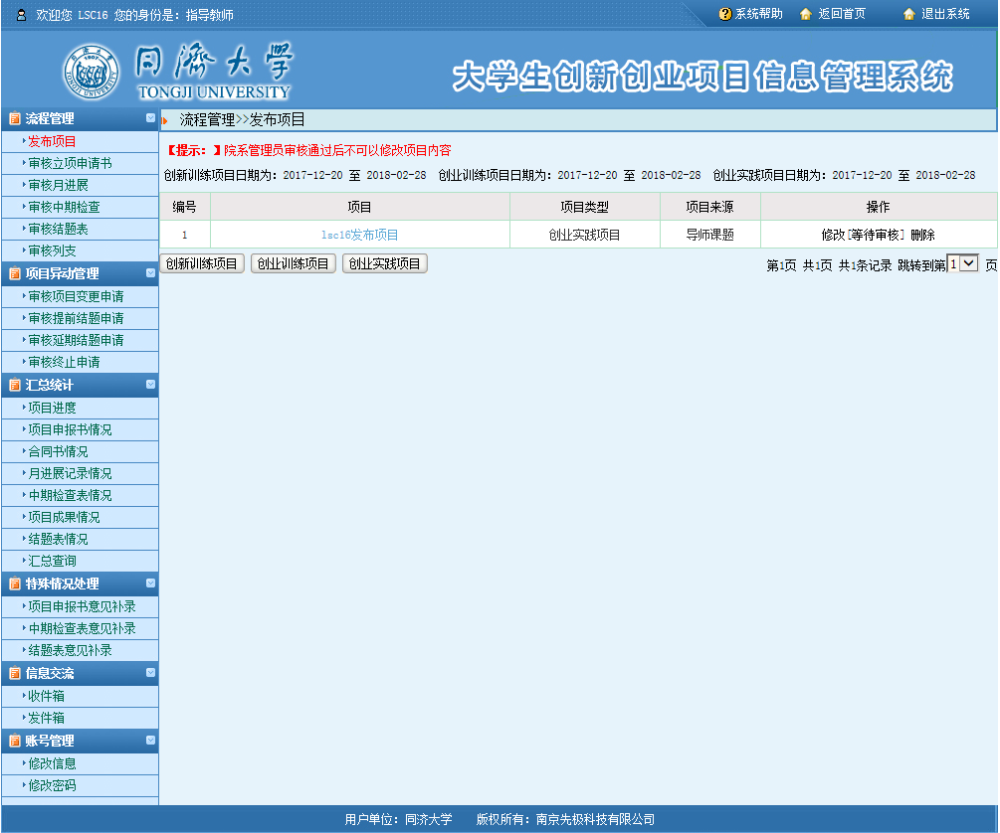 欢迎您 LSC16 您的身份是：指导教师
系统帮助 返回首页 退出系统
同济大学
TONGJI UNIVERSITY
大学生创新创业项目信息管理系统
流程管理
发布项目
审核立项申请书
审核月进展
审核中期检查
审核结题表
审核列支
项目异动管理
审核项目变更申请
审核提前结题申请
审核延期结题申请
审核终止申请
汇总统计
项目进度
项目申报书情况
合同书情况
月进展记录情况
中期检查表情况
项目成果情况
结题表情况
汇总查询
特殊情况处理
项目申报书意见补录
中期检查表意见补录
结题表意见补录
信息交流
收件箱
发件箱
账号管理
修改信息
修改密码
流程管理>>发布项目
【提示：】院系管理员审核通过后不可以修改项目内容
创新训练项目日期为：2017-12-20 至 2018-02-28 创业训练项目日期为：2017-12-20 至 2018-02-28 创业实践项目日期为：2017-12-20 至 2018-02-28
编号 项目 项目类型 项目来源 操作
1 lsc16发布项目 创业实践项目 导师课题 修改[等待审核] 删除
创新训练项目 创业训练项目 创业实践项目 第1页 共1页 共1条记录 跳转到第 1 页
用户单位：同济大学 版权所有：南京先极科技有限公司